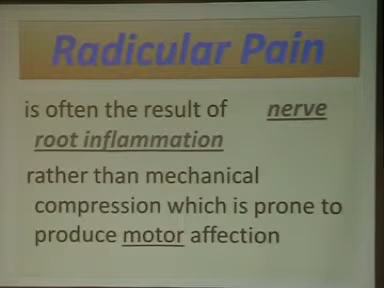 Radicular Pain
is often the result of nerve
root inflammation
rather than mechanical
compression which is prone to
produce motor affection